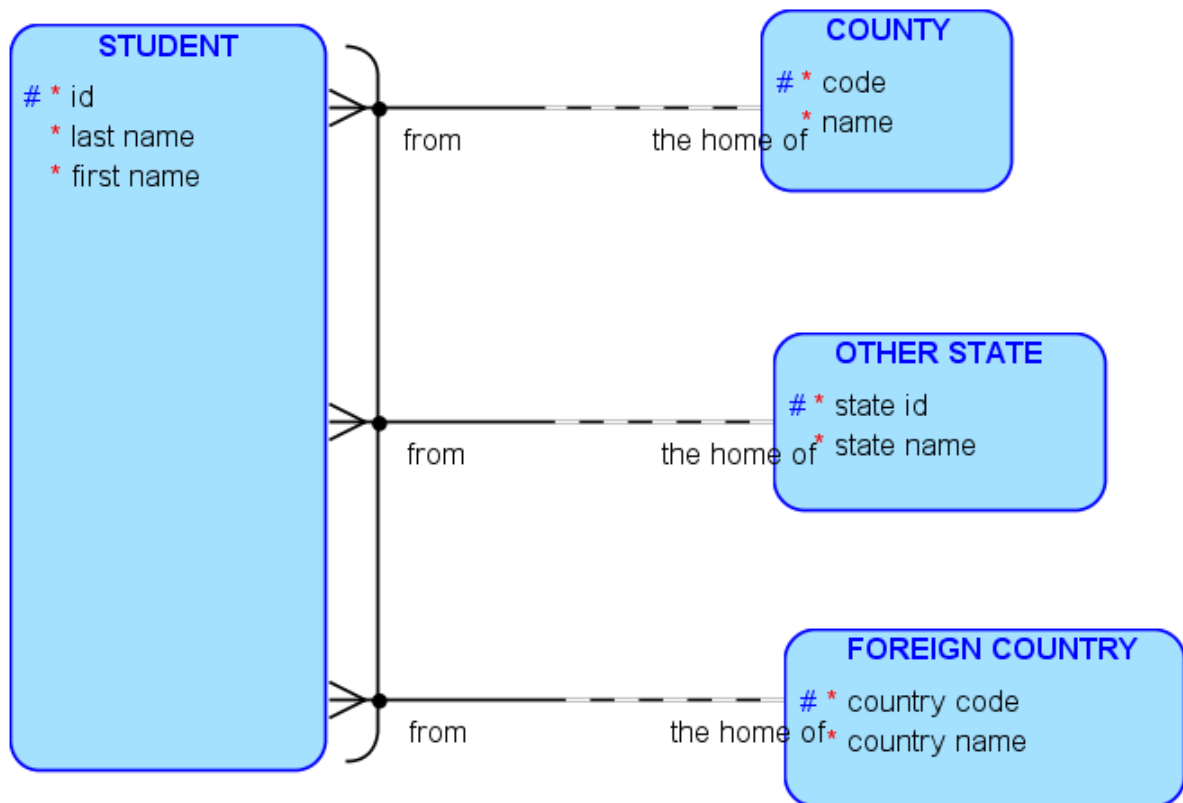 STUDENT
# * id
* last name
* first name
COUNTY
# * code
* name
from
the home of
OTHER STATE
# * state id
* state name
from
the home of
FOREIGN COUNTRY
# * country code
* country name
from
the home of